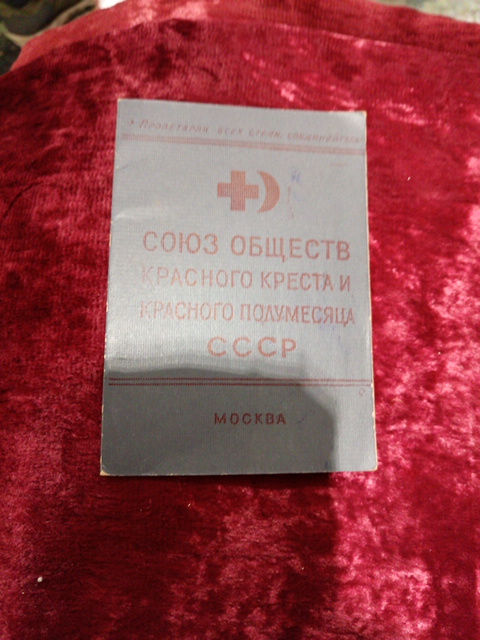 Пролетарии всех стран, соединяйтесь
СОЮЗ ОБЩЕСТВ
КРАСНОГО КРЕСТА И
КРАСНОГО ПОЛУМЕСЯЦА
СССР
МОСКВА